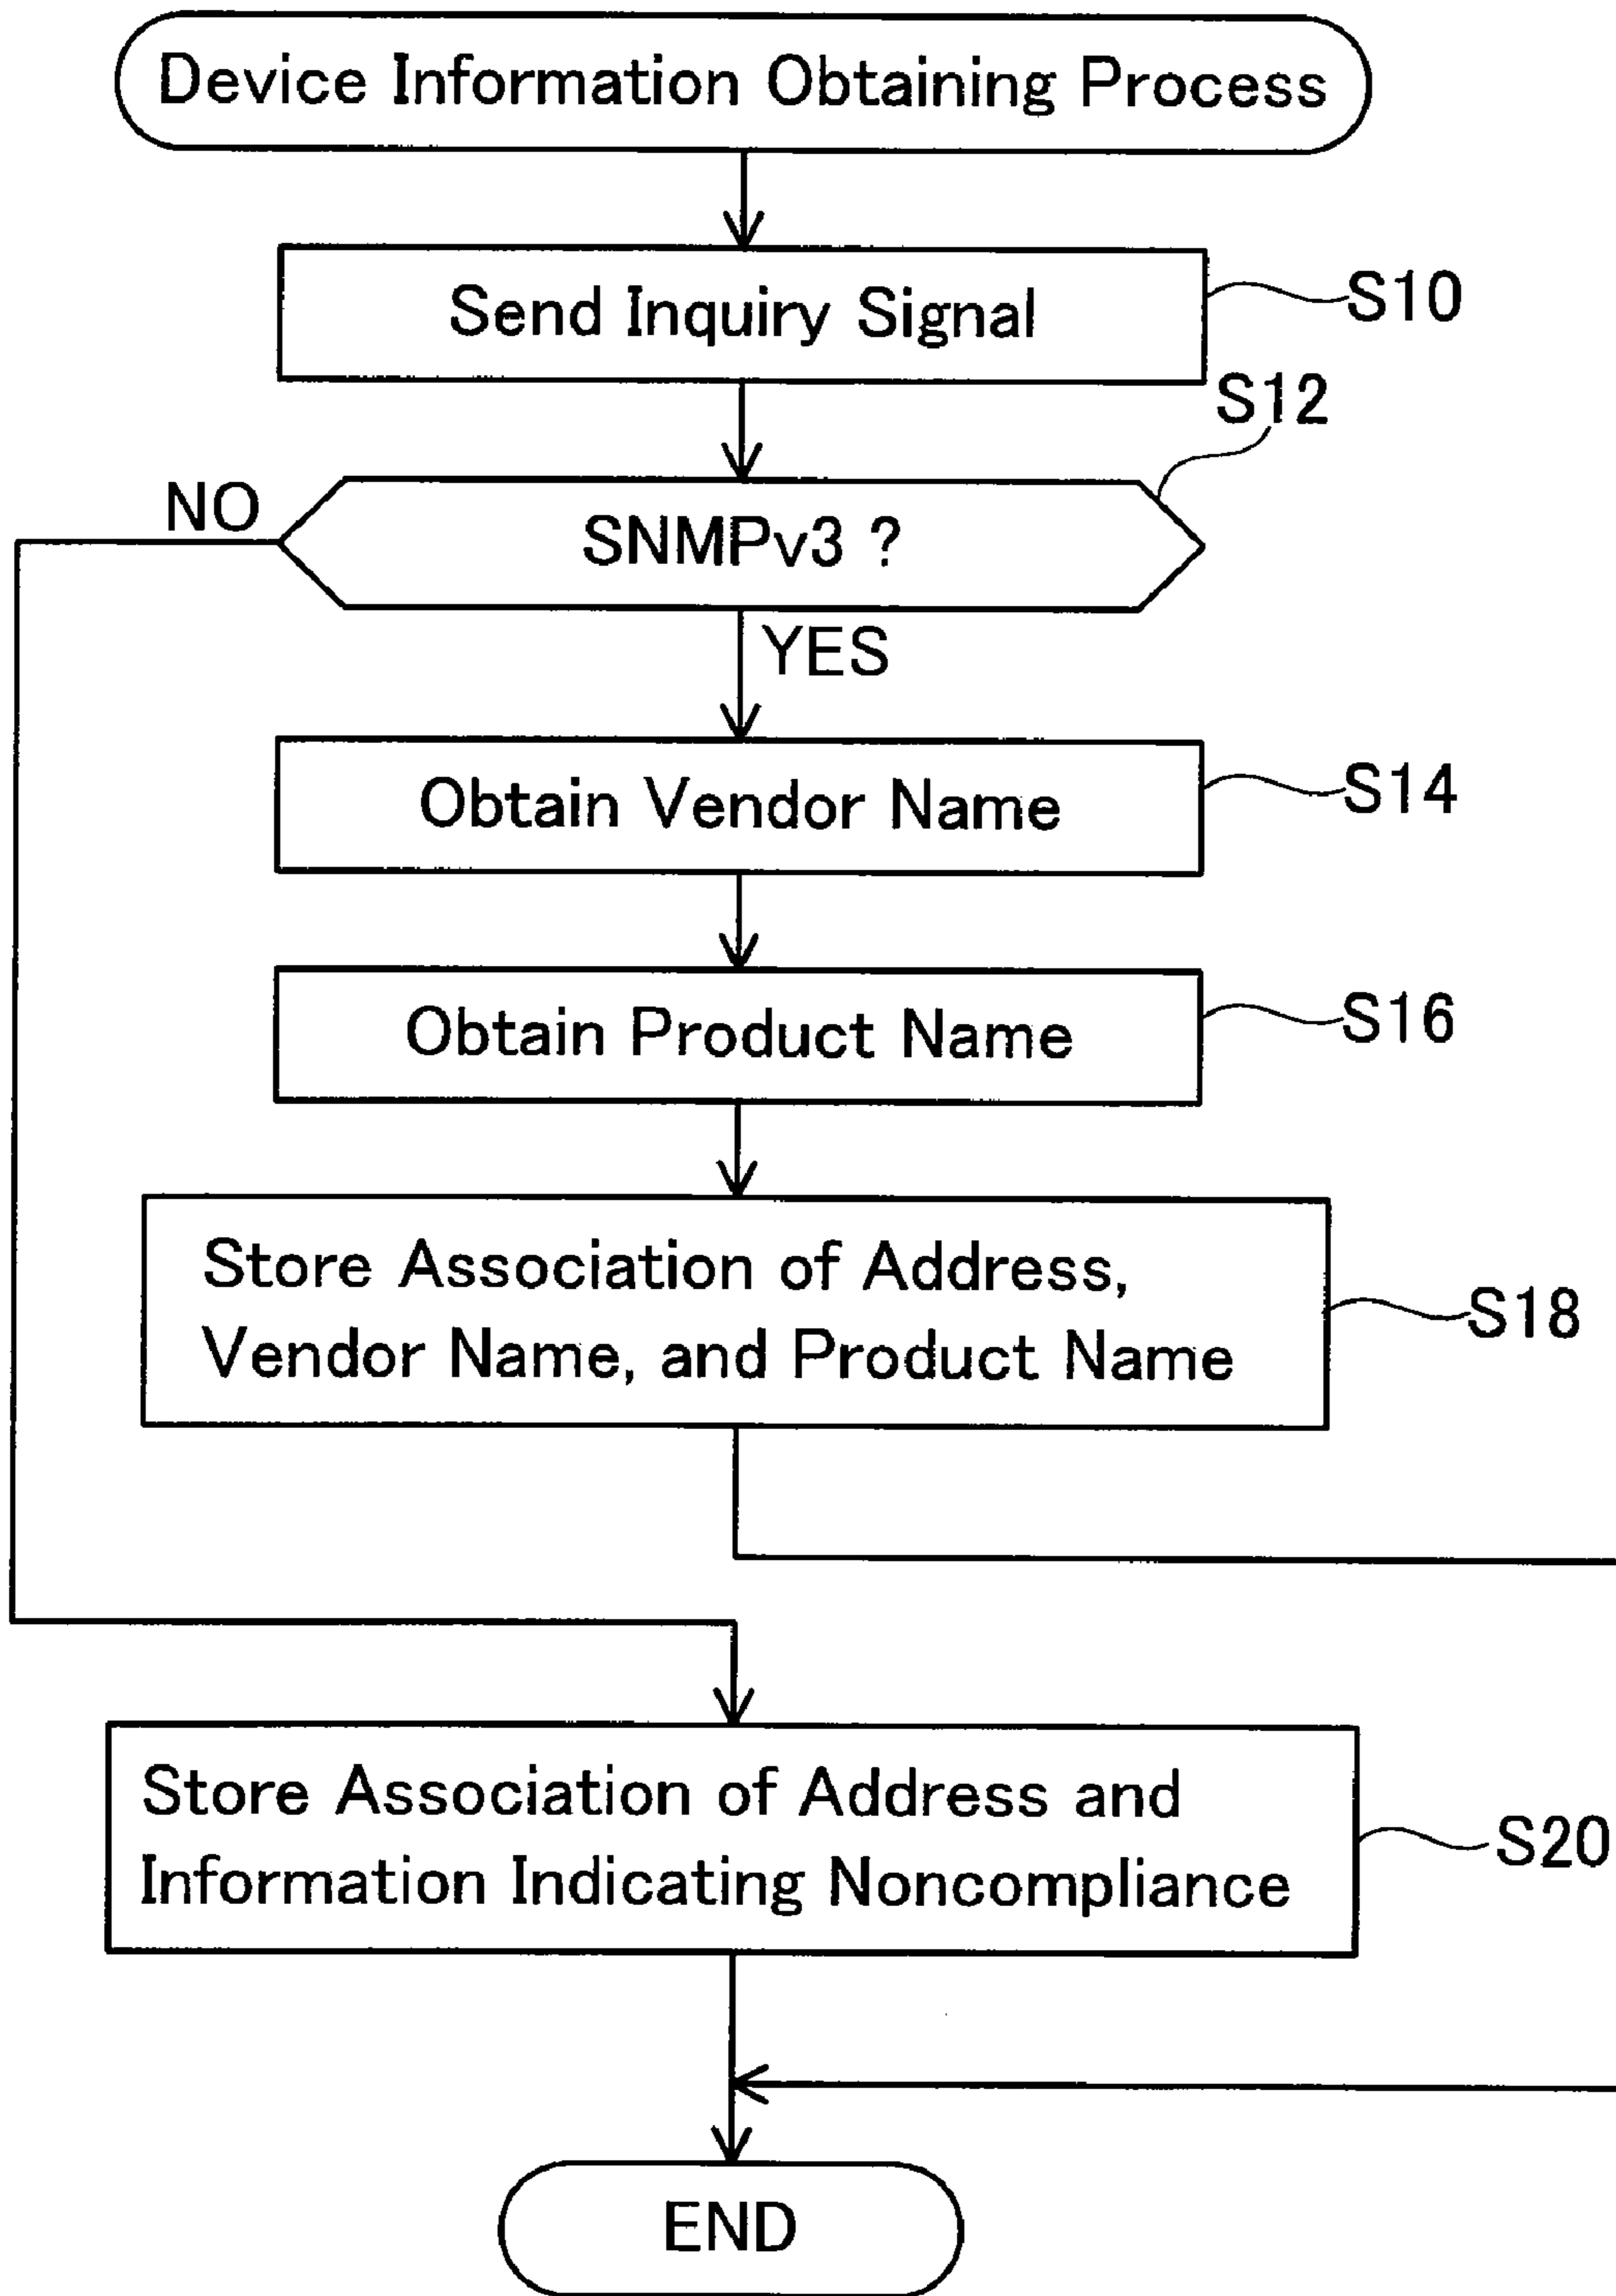 Device Information Obtaining Process
Send Inquiry Signal
S10
S12
NO
SNMPv3 ?
YES
Obtain Vendor Name
S14
Obtain Product Name
S16
Store Association of Address,
Vendor Name, and Product Name
S18
Store Association of Address and
Information Indicating Noncompliance
S20
END